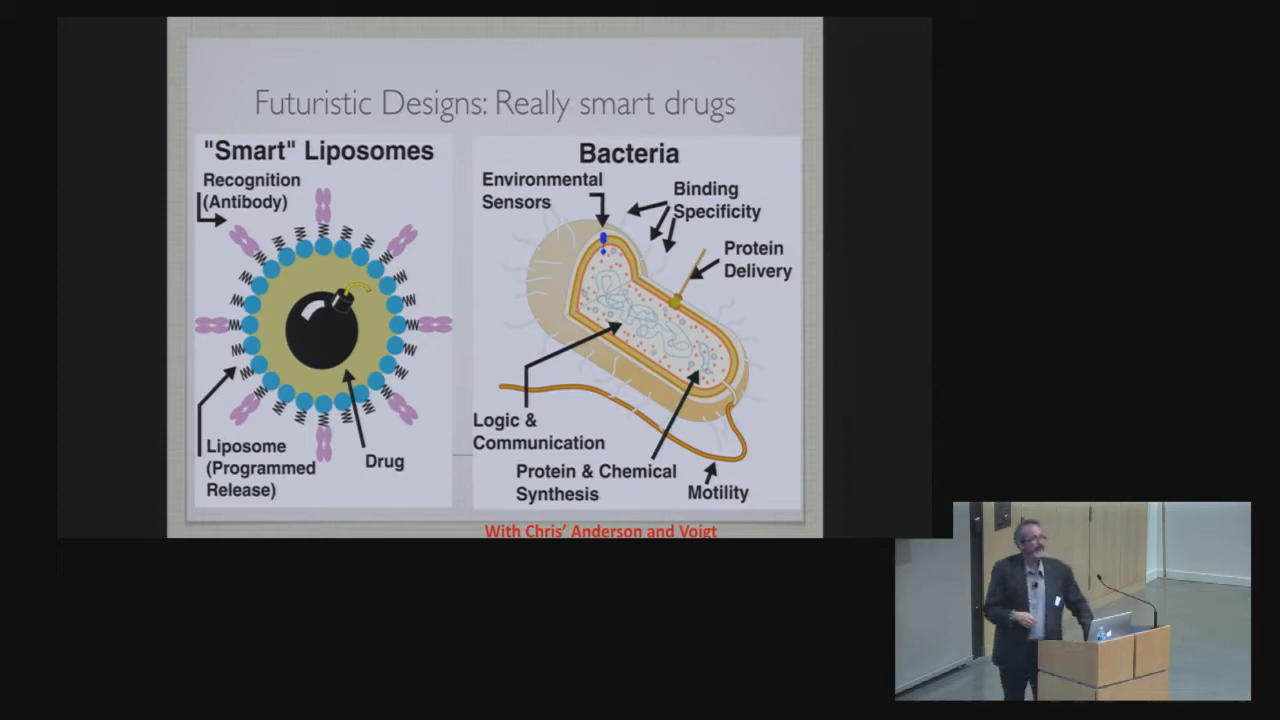 Futuristic Designs: Really smart drugs
"Smart" Liposomes
Recognition
(Antibody)
Liposome
(Programmed
Release)
Drug
Bacteria
Environmental
Sensors
Binding
Specificity
Protein
Delivery
Logic &
Communication
Protein & Chemical
Synthesis
Motility
With Chris’ Anderson and Voigt